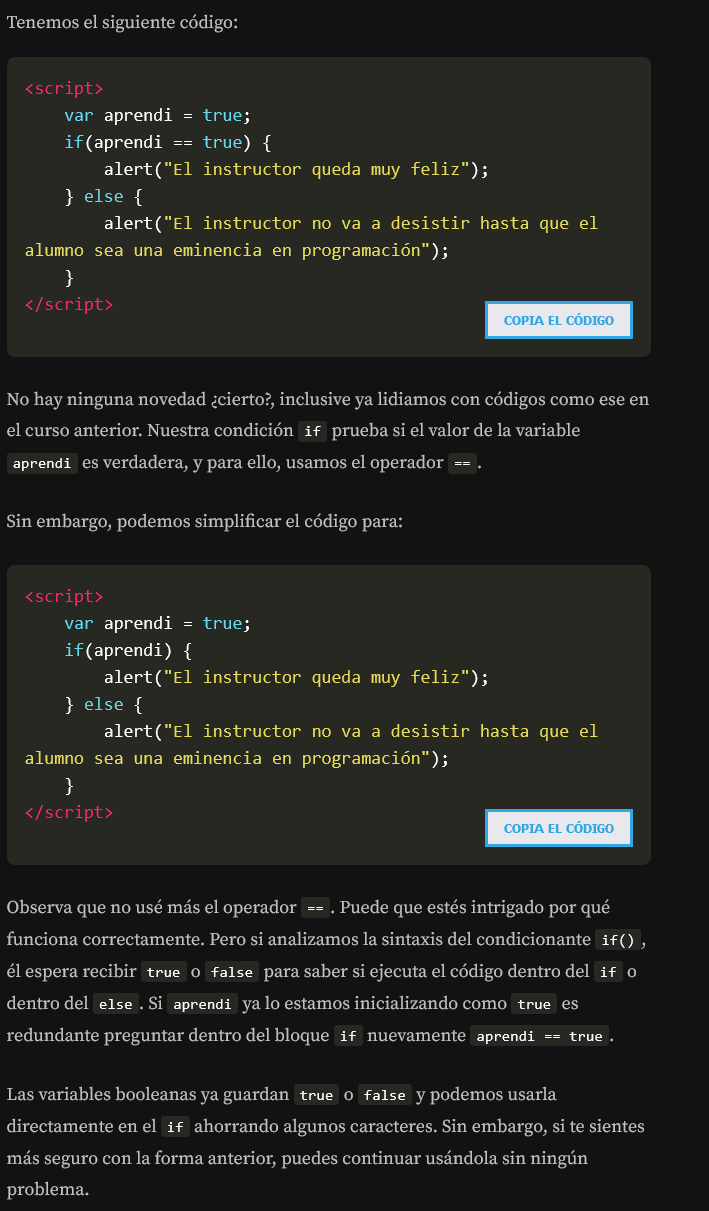 Tenemos el siguiente código:
<script>
    var aprendi = true;
    if(aprendi == true) {
        alert("El instructor queda muy feliz");
    } else {
        alert("El instructor no va a desistir hasta que el
alumno sea una eminencia en programación");
    }
</script>
COPIA EL CÓDIGO
No hay ninguna novedad ¿cierto?, inclusive ya lidiamos con códigos como ese en
el curso anterior. Nuestra condición if prueba si el valor de la variable
aprendi es verdadera, y para ello, usamos el operador ==.
Sin embargo, podemos simplificar el código para:
<script>
    var aprendi = true;
    if(aprendi) {
        alert("El instructor queda muy feliz");
    } else {
        alert("El instructor no va a desistir hasta que el
alumno sea una eminencia en programación");
    }
</script>
COPIA EL CÓDIGO
Observa que no usé más el operador ==. Puede que estés intrigado por qué
funciona correctamente. Pero si analizamos la sintaxis del condicionante if(),
él espera recibir true o false para saber si ejecuta el código dentro del if o
dentro del else. Si aprendi ya lo estamos inicializando como true es
redundante preguntar dentro del bloque if nuevamente aprendi == true.
Las variables booleanas ya guardan true o false y podemos usarla
directamente en el if ahorrando algunos caracteres. Sin embargo, si te sientes
más seguro con la forma anterior, puedes continuar usándola sin ningún
problema.